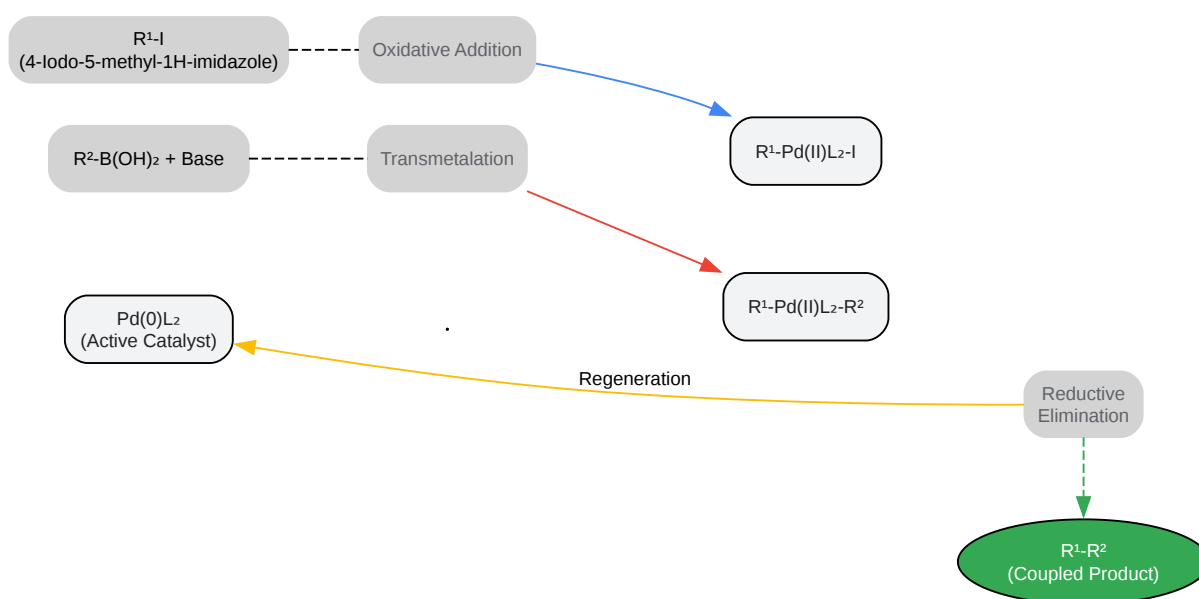 R¹-I
(4-Iodo-5-methyl-1H-imidazole)
Oxidative Addition
R¹-Pd(II)L₂-I
R²-B(OH)₂ + Base
Transmetalation
R¹-Pd(II)L₂-R²
Pd(0)L₂
(Active Catalyst)
Regeneration
Reductive
Elimination
R¹-R²
(Coupled Product)